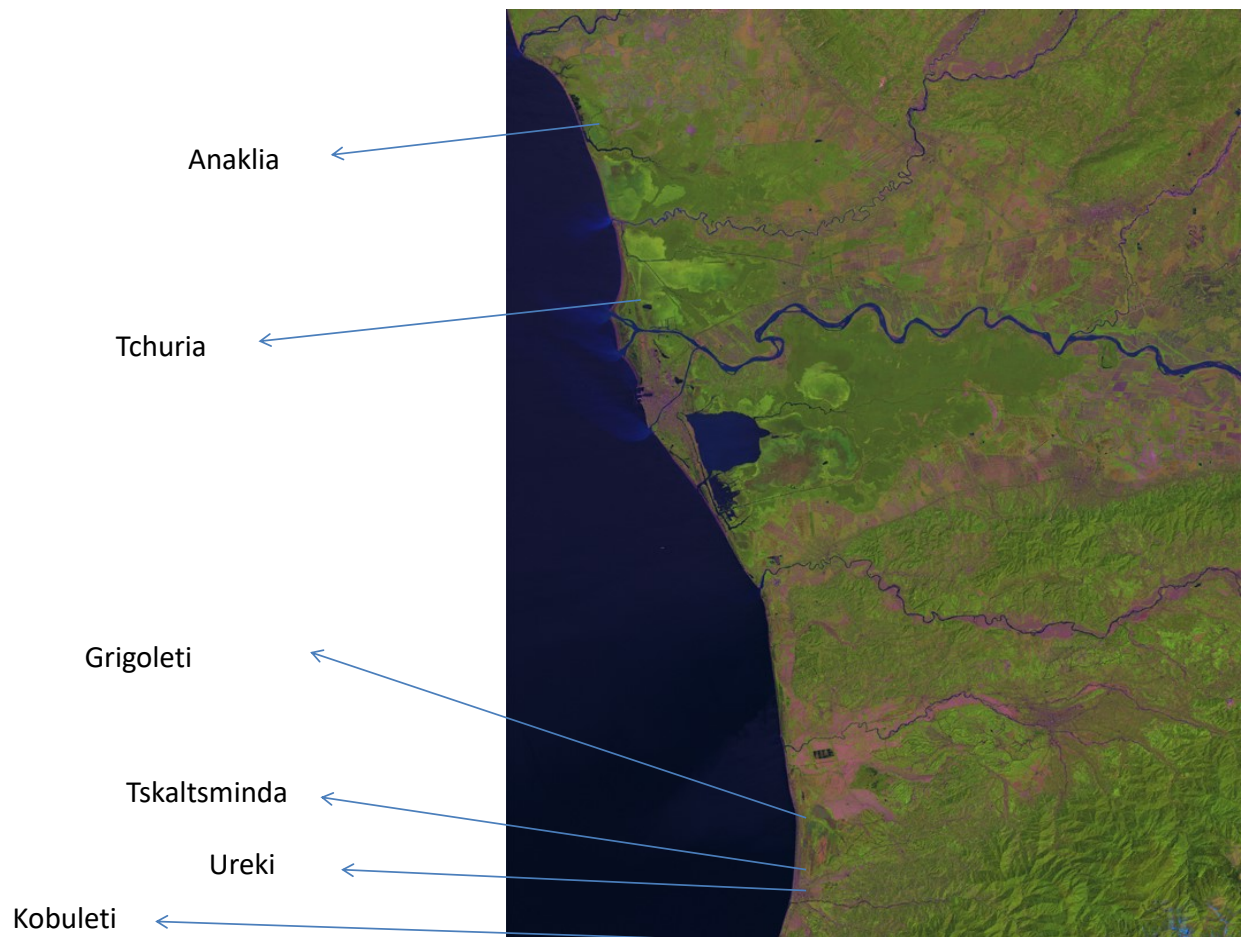 Anaklia
Tchuria
Grigoleti
Tskaltsminda
Ureki
Kobuleti